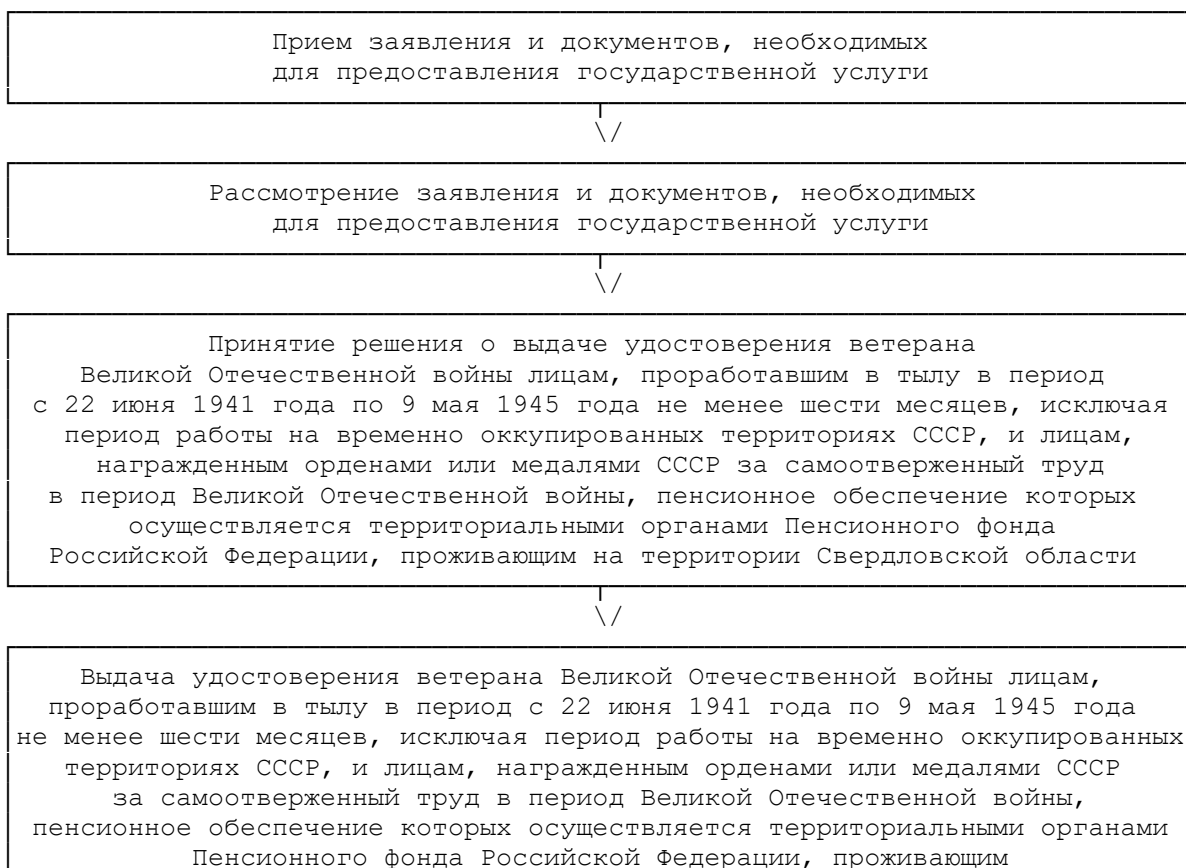 Прием заявления и документов, необходимых
для предоставления государственной услуги
\/
Рассмотрение заявления и документов, необходимых
для предоставления государственной услуги
\/
Принятие решения о выдаче удостоверения ветерана
Великой Отечественной войны лицам, проработавшим в тылу в период
с 22 июня 1941 года по 9 мая 1945 года не менее шести месяцев, исключая
период работы на временно оккупированных территориях СССР, и лицам,
награжденным орденами или медалями СССР за самоотверженный труд
в период Великой Отечественной войны, пенсионное обеспечение которых
осуществляется территориальными органами Пенсионного фонда
Российской Федерации, проживающим на территории Свердловской области
\/
Выдача удостоверения ветерана Великой Отечественной войны лицам,
проработавшим в тылу в период с 22 июня 1941 года по 9 мая 1945 года
не менее шести месяцев, исключая период работы на временно оккупированных
территориях СССР, и лицам, награжденным орденами или медалями СССР
за самоотверженный труд в период Великой Отечественной войны,
пенсионное обеспечение которых осуществляется территориальными органами
Пенсионного фонда Российской Федерации, проживающим